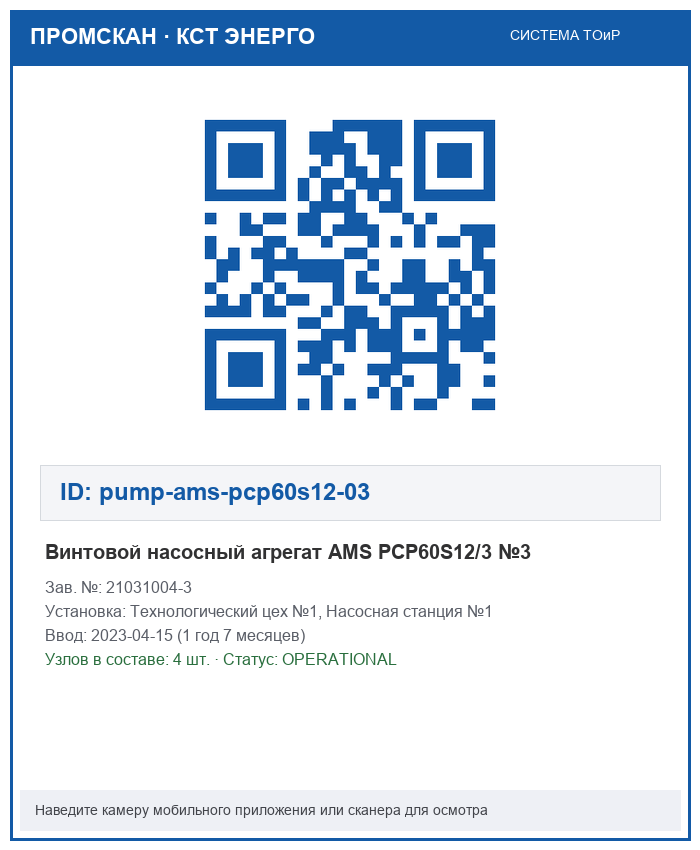 ПРОМСКАН · КСТ ЭНЕРГО
СИСТЕМА ТОиР
ID: pump-ams-pcp60s12-03
Винтовой насосный агрегат AMS PCP60S12/3 №3
Зав. №: 21031004-3
Установка: Технологический цех №1, Насосная станция №1
Ввод: 2023-04-15 (1 год 7 месяцев)
Узлов в составе: 4 шт. · Статус: OPERATIONAL
Наведите камеру мобильного приложения или сканера для осмотра